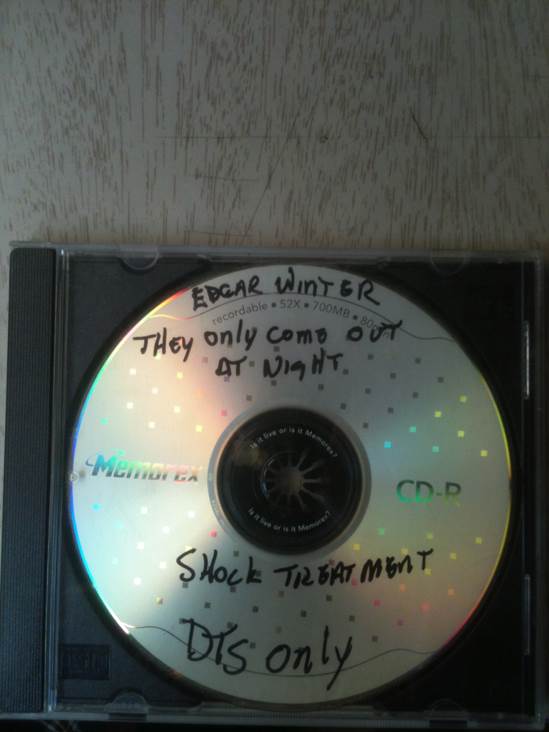 EDGAR WINTER
recordable • 52X • 700MB • 80
THEY only come OUT
AT NIGHT
Is it live or is it Memorex?
Memorex
CD-R
Is it live or is it Memorex?
SHOCK TREATMENT
DTS only